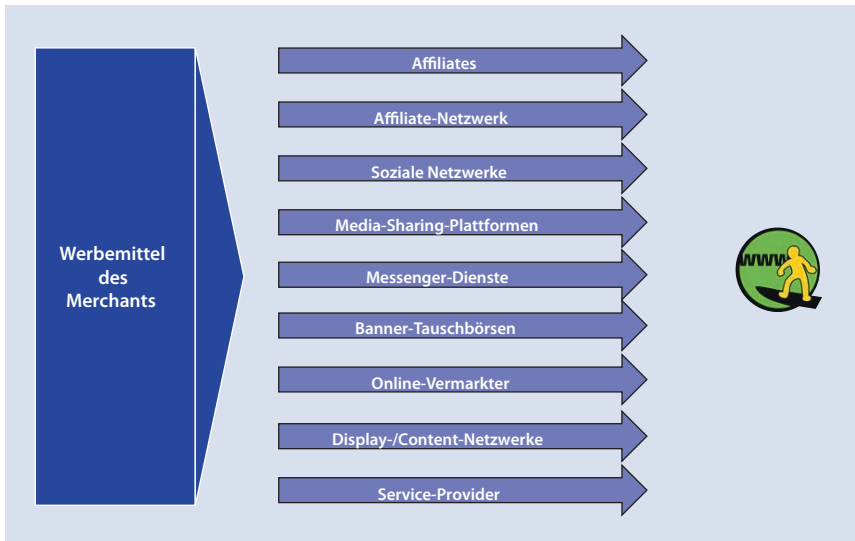 Werbemittel
des
Merchants
Affiliates
Affiliate-Netzwerk
Soziale Netzwerke
Media-Sharing-Plattformen
Messenger-Dienste
Banner-Tauschbörsen
Online-Vermarkter
Display-/Content-Netzwerke
Service-Provider
www